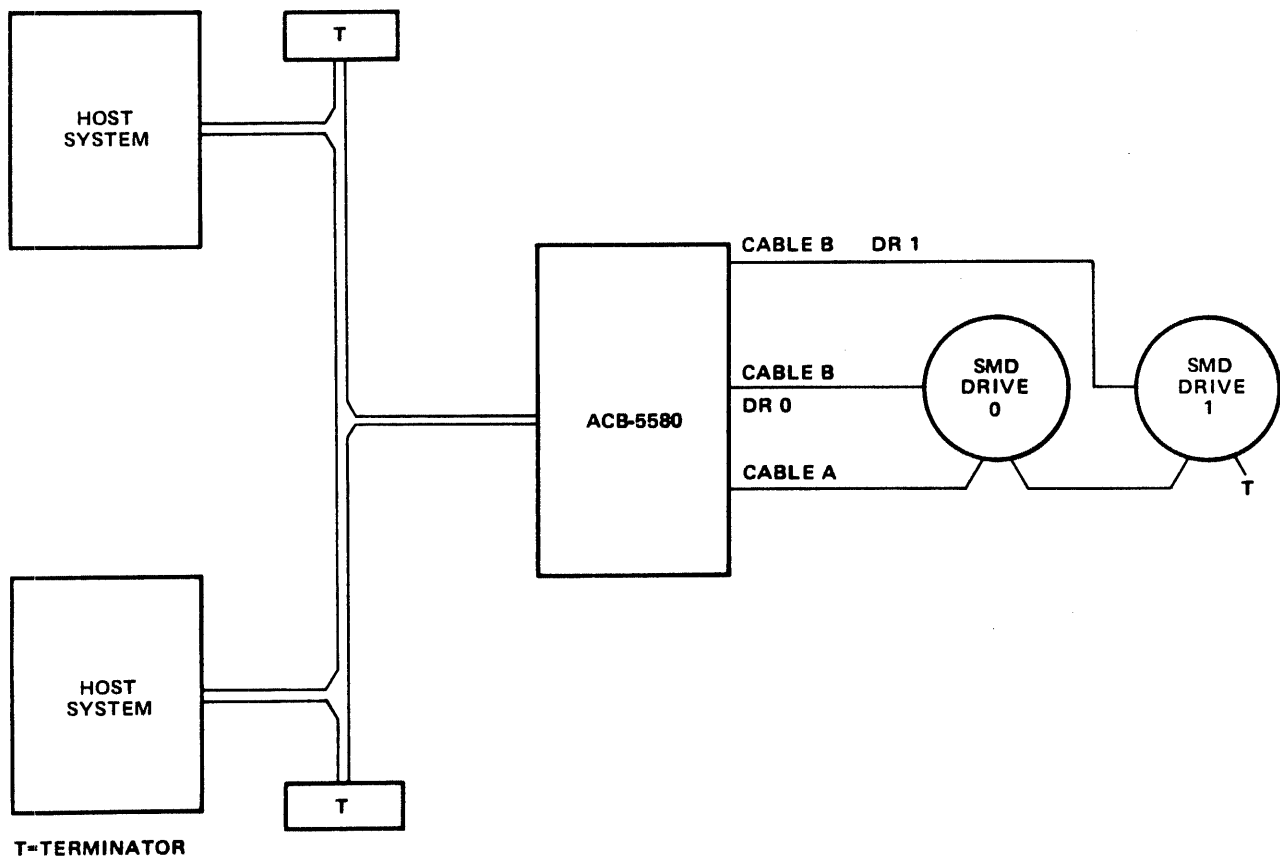 T
HOST
SYSTEM
CABLE B DR 1
CABLE B
DR 0
SMD
DRIVE
0
SMD
DRIVE
1
ACB-5580
CABLE A
T
HOST
SYSTEM
T
T=TERMINATOR